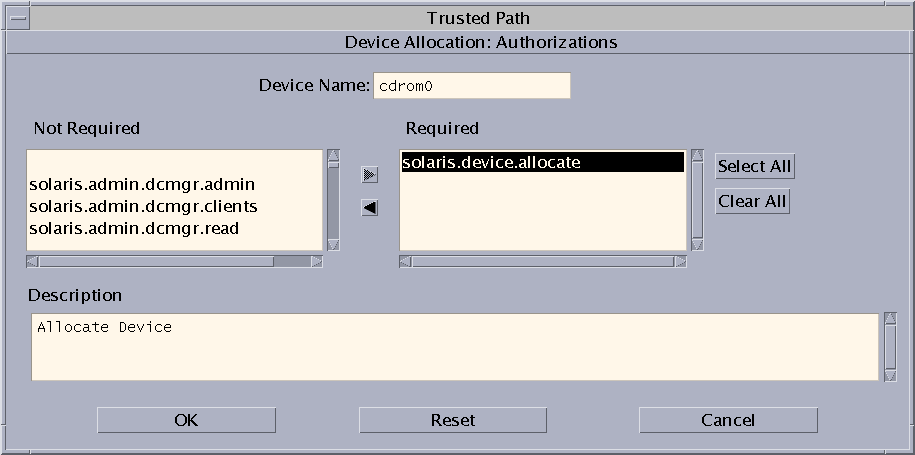 Trusted Path
Device Allocation: Authorizations
Device Name: cdrom0
Not Required
Required
solaris.admin.dcmgr.admin
solaris.admin.dcmgr.clients
solaris.admin.dcmgr.read
solaris.device.allocate
Select All
Clear All
Description
Allocate Device
OK
Reset
Cancel